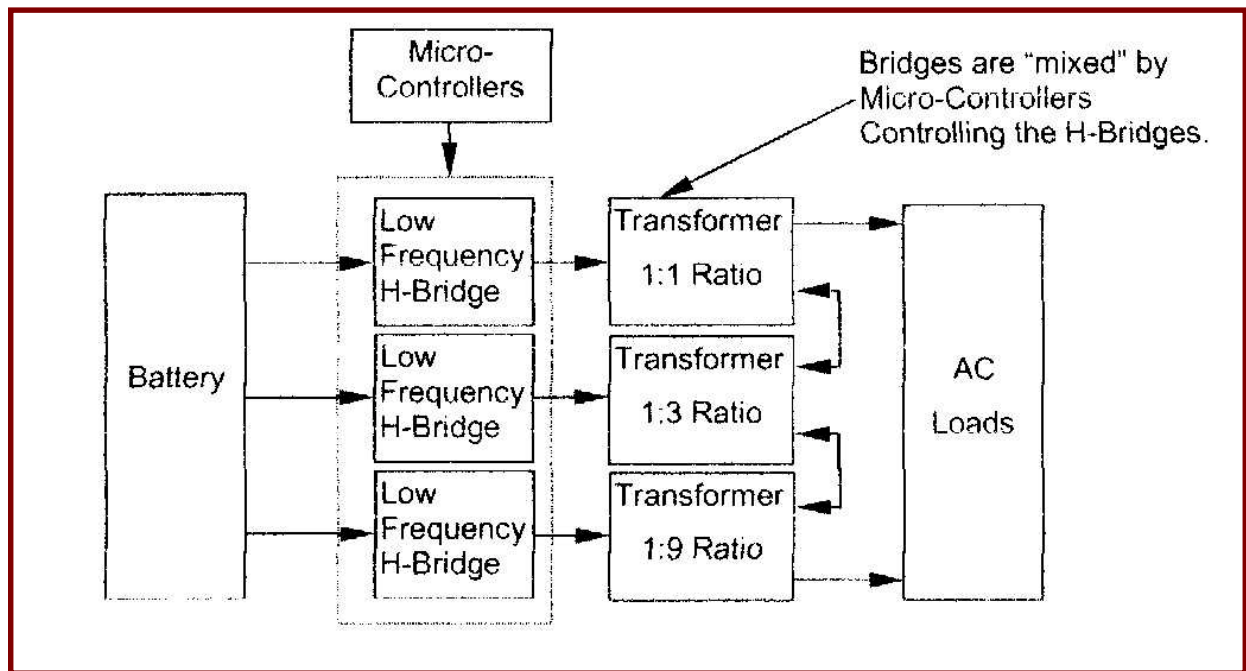 Micro-
Controllers
Bridges are "mixed" by
Micro-Controllers
Controlling the H-Bridges.
Battery
Low
Frequency
H-Bridge
Transformer
1:1 Ratio
Low
Frequency
H-Bridge
Transformer
1:3 Ratio
Low
Frequency
H-Bridge
Transformer
1:9 Ratio
AC
Loads